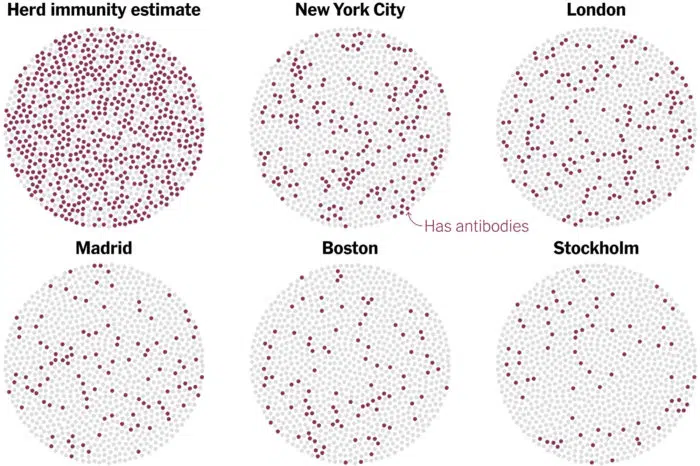 Herd immunity estimate
New York City
London
Has antibodies
Madrid
Boston
Stockholm